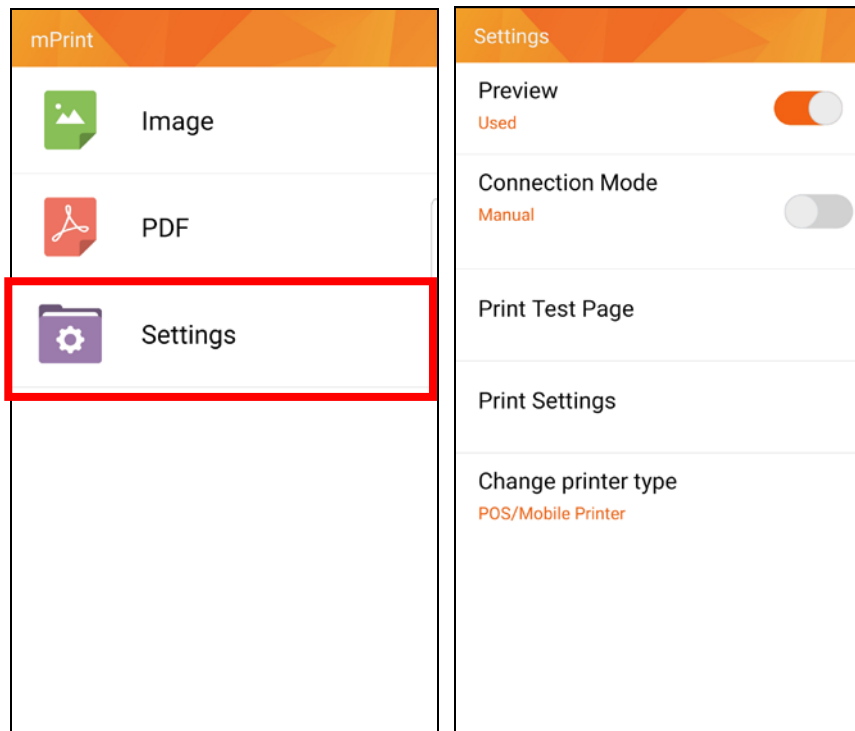 mPrint
Image
PDF
Settings
Settings
Preview
Used
Connection Mode
Manual
Print Test Page
Print Settings
Change printer type
POS/Mobile Printer